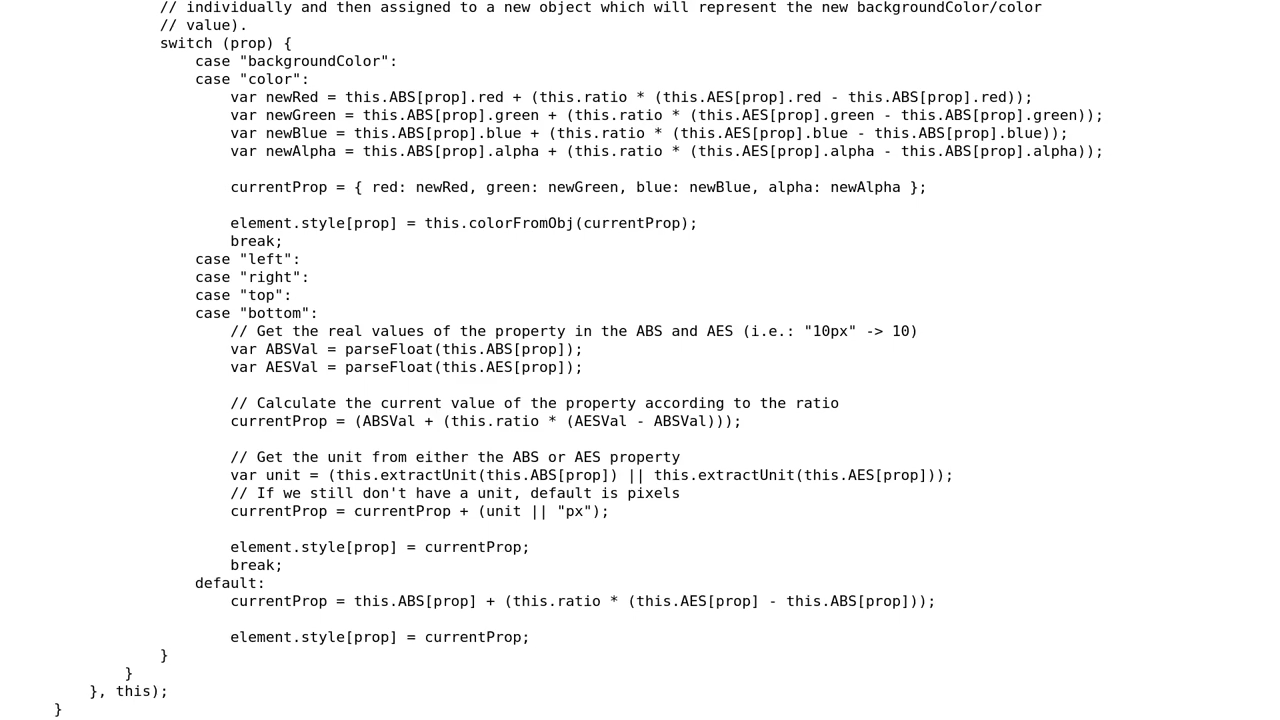 // individually and then assigned to a new object which will represent the new backgroundColor/color
// value).
switch (prop) {
case "backgroundColor":
case "color":
var newRed = this.ABS[prop].red + (this.ratio * (this.AES[prop].red - this.ABS[prop].red));
var newGreen = this.ABS[prop].green + (this.ratio * (this.AES[prop].green - this.ABS[prop].green));
var newBlue = this.ABS[prop].blue + (this.ratio * (this.AES[prop].blue - this.ABS[prop].blue));
var newAlpha = this.ABS[prop].alpha + (this.ratio * (this.AES[prop].alpha - this.ABS[prop].alpha));
currentProp = { red: newRed, green: newGreen, blue: newBlue, alpha: newAlpha };
element.style[prop] = this.colorFromObj(currentProp);
break;
case "left":
case "right":
case "top":
case "bottom":
// Get the real values of the property in the ABS and AES (i.e.: "10px" -> 10)
var ABSVal = parseFloat(this.ABS[prop]);
var AESVal = parseFloat(this.AES[prop]);
// Calculate the current value of the property according to the ratio
currentProp = (ABSVal + (this.ratio * (AESVal - ABSVal)));
// Get the unit from either the ABS or AES property
var unit = (this.extractUnit(this.ABS[prop]) || this.extractUnit(this.AES[prop]));
// If we still don't have a unit, default is pixels
currentProp = currentProp + (unit || "px");
element.style[prop] = currentProp;
break;
default:
currentProp = this.ABS[prop] + (this.ratio * (this.AES[prop] - this.ABS[prop]));
element.style[prop] = currentProp;
}
}
}, this);
}